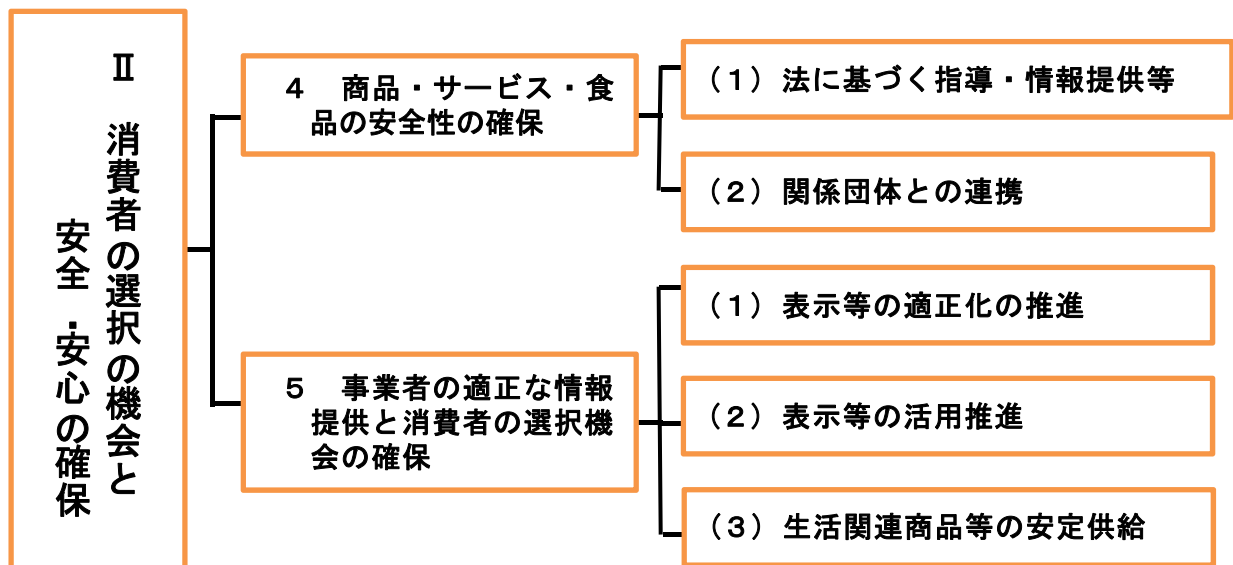 Ⅱ　消費者の選択の機会と
安全・安心の確保
４　商品・サービス・食
品の安全性の確保
（１）法に基づく指導・情報提供等
（２）関係団体との連携
５　事業者の適正な情報
提供と消費者の選択機
会の確保
（１）表示等の適正化の推進
（２）表示等の活用推進
（３）生活関連商品等の安定供給